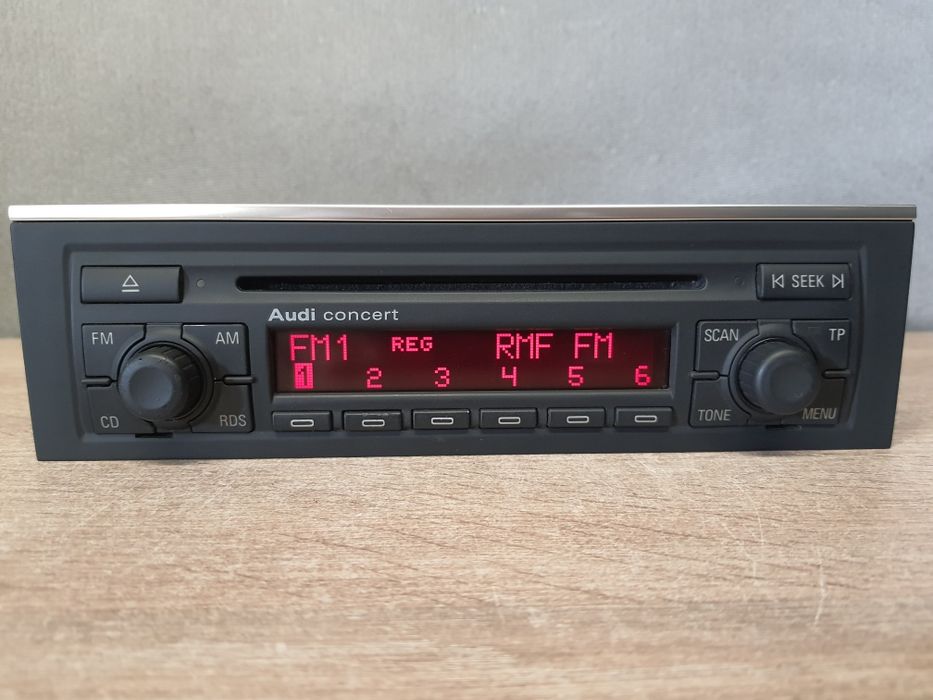 SEEK
Audi concert
FM AM
FM1 REG RMF FM
1 2 3 4 5 6
SCAN TP
CD RDS
TONE MENU